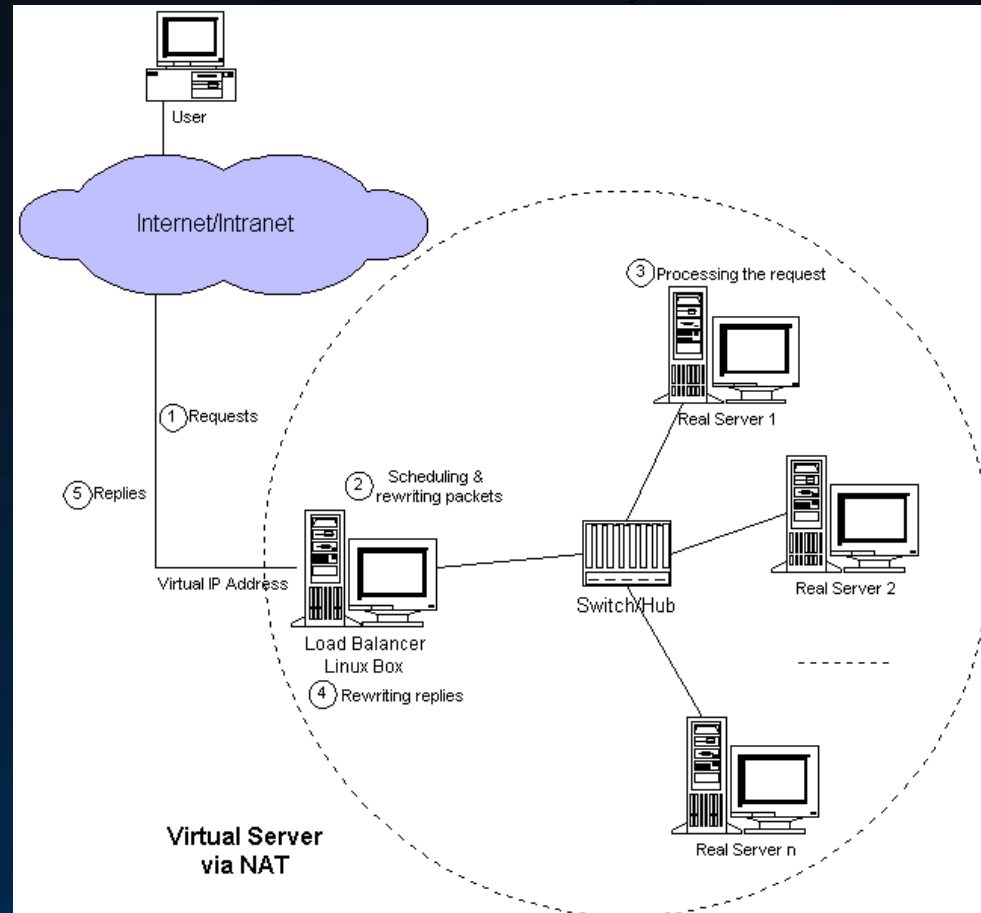 User
Internet/Intranet
3 Processing the request
Real Server 1
1 Requests
2 Scheduling &
rewriting packets
5 Replies
Virtual IP Address
Switch/Hub
Real Server 2
Load Balancer
Linux Box
4 Rewriting replies
Virtual Server
via NAT
Real Server n